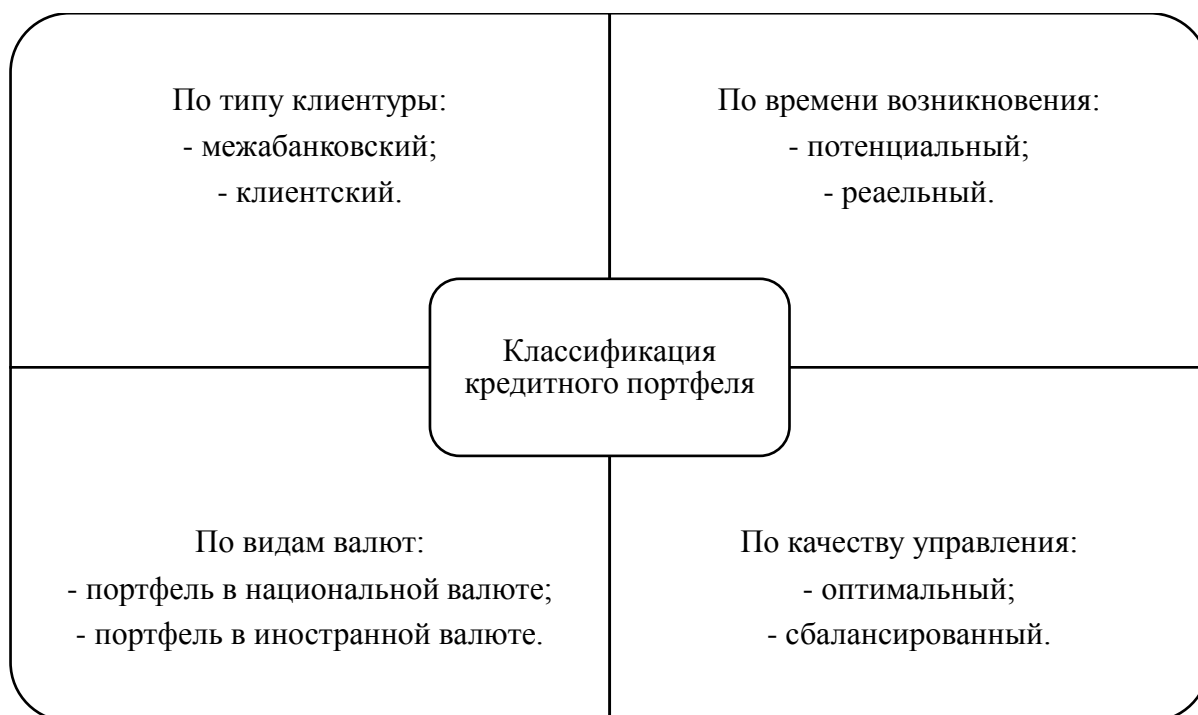 По типу клиентуры:
- межабанковский;
- клиентский.
По времени возникновения:
- потенциальный;
- реаельный.
Классификация
кредитного портфеля
По видам валют:
- портфель в национальной валюте;
- портфель в иностранной валюте.
По качеству управления:
- оптимальный;
- сбалансированный.